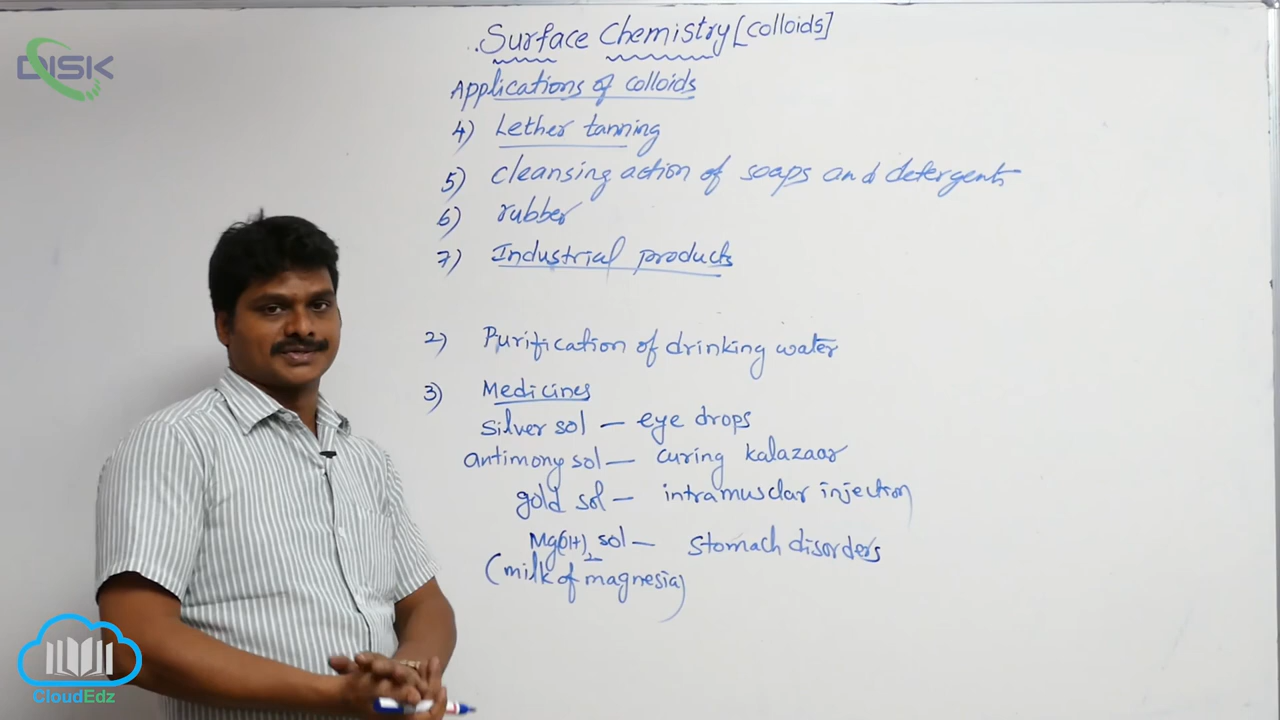 DISK
Surface Chemistry [colloids]
Applications of colloids
4) Lether tanning
5) cleansing action of soaps and detergents
6) rubber
7) Industrial products
2) Purification of drinking water
3) Medicines
silver sol — eye drops
antimony sol — curing kalazaar
gold sol — intramusclar injection
Mg(OH)2 sol — stomach disorders
(milk of magnesia)
CloudEdz